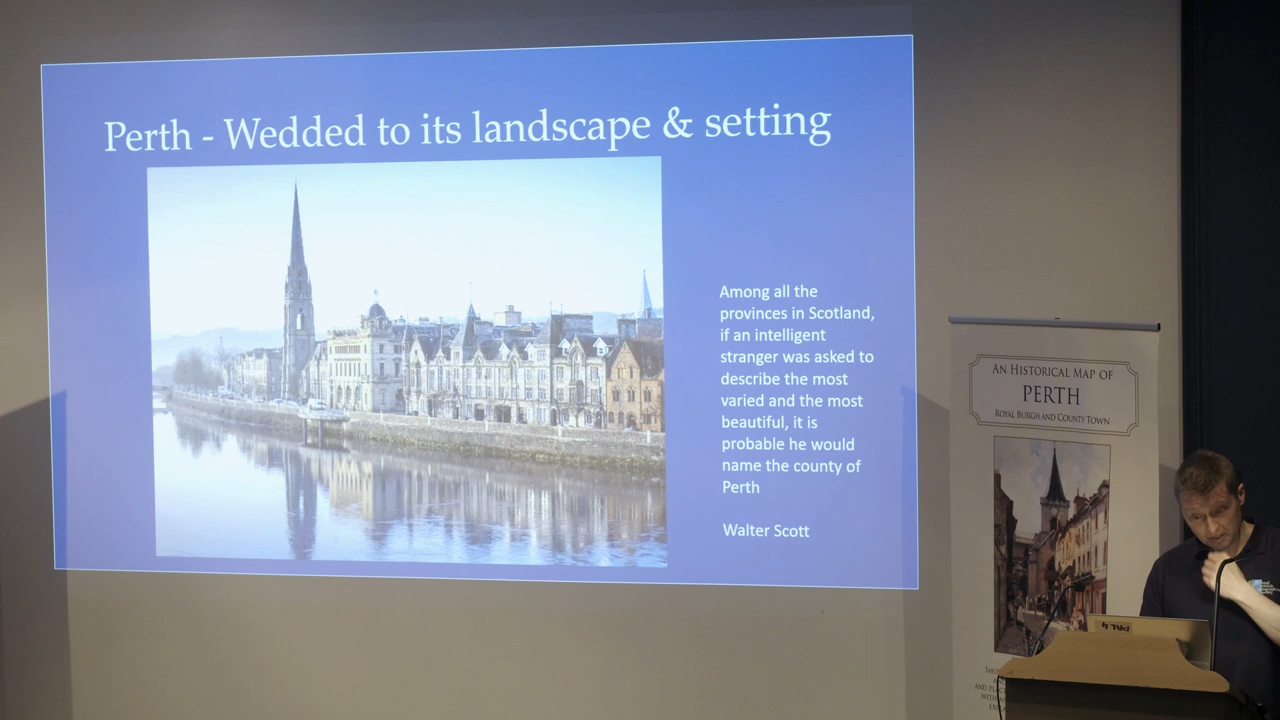 Perth - Wedded to its landscape & setting
Among all the
provinces in Scotland,
if an intelligent
stranger was asked to
describe the most
varied and the most
beautiful, it is
probable he would
name the county of
Perth
Walter Scott
AN HISTORICAL MAP OF
PERTH
ROYAL BURGH AND COUNTY TOWN
PAL 4